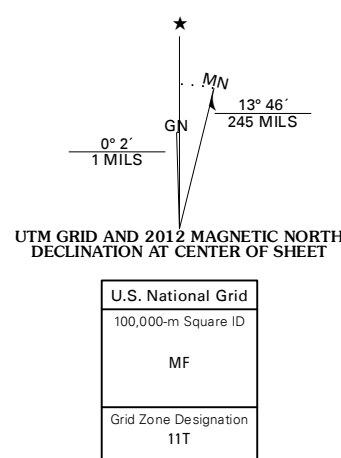 ★
MN
GN
13° 46´
245 MILS
0° 2´
1 MILS
UTM GRID AND 2012 MAGNETIC NORTH
DECLINATION AT CENTER OF SHEET
U.S. National Grid
100,000-m Square ID
MF
Grid Zone Designation
11T